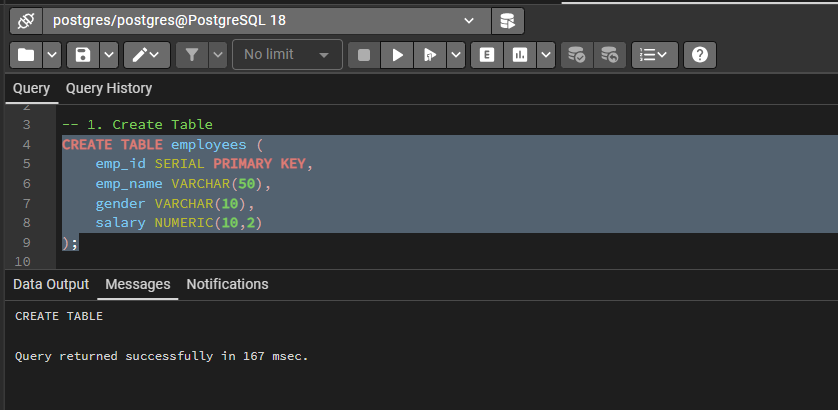 postgres/postgres@PostgreSQL 18
No limit
E
Query Query History
2
3 -- 1. Create Table
4 CREATE TABLE employees (
5     emp_id SERIAL PRIMARY KEY,
6     emp_name VARCHAR(50),
7     gender VARCHAR(10),
8     salary NUMERIC(10,2)
9 );
10
Data Output Messages Notifications
CREATE TABLE
Query returned successfully in 167 msec.